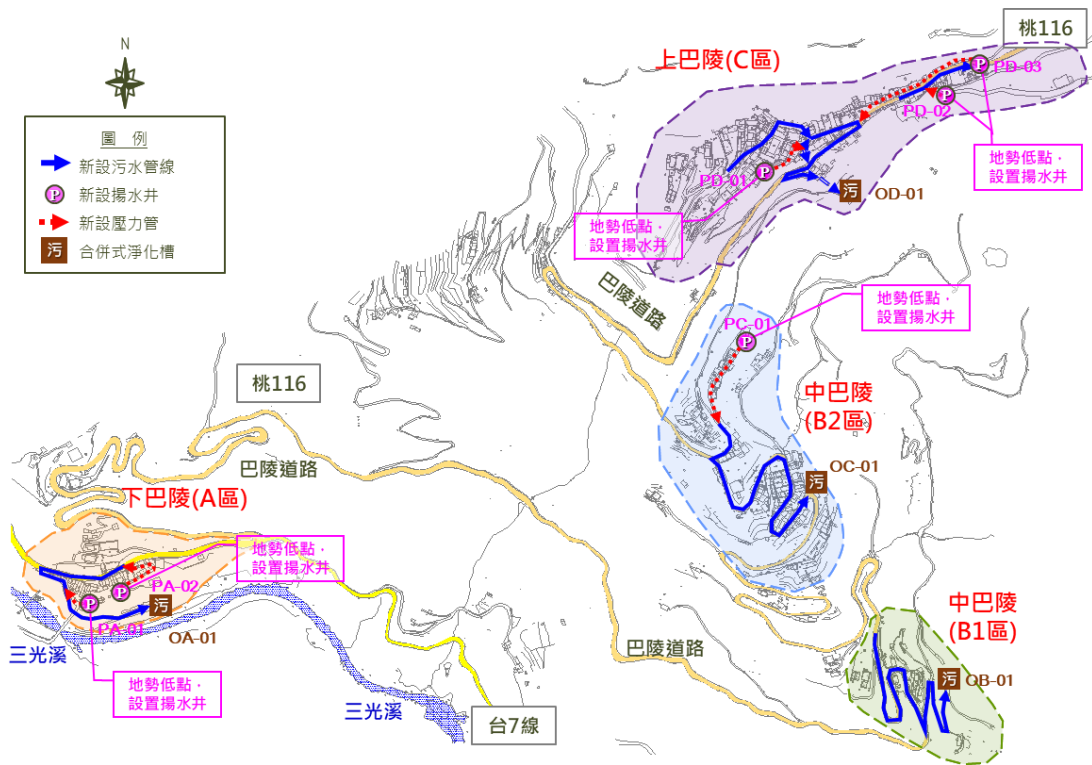 N
圖 例
新設污水管線
P
新設揚水井
新設壓力管
污
合併式淨化槽
桃116
上巴陵(C區)
P
PD-03
P
PD-02
地勢低點，
設置揚水井
P
PD-01
污
OD-01
地勢低點，
設置揚水井
巴陵道路
地勢低點，
設置揚水井
PC-01
P
中巴陵
(B2區)
桃116
巴陵道路
OC-01
污
下巴陵(A區)
地勢低點，
設置揚水井
PA-02
P
P
污
PA-01
OA-01
三光溪
地勢低點，
設置揚水井
三光溪
台7線
巴陵道路
中巴陵
(B1區)
污
OB-01